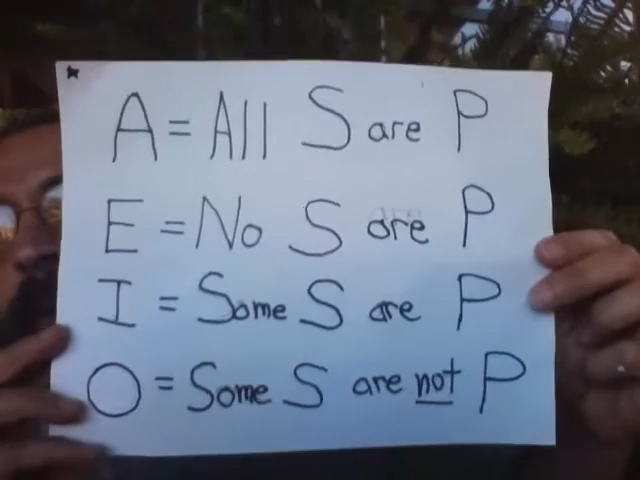 A = All S are P
E = No S are P
I = Some S are P
O = Some S are not P